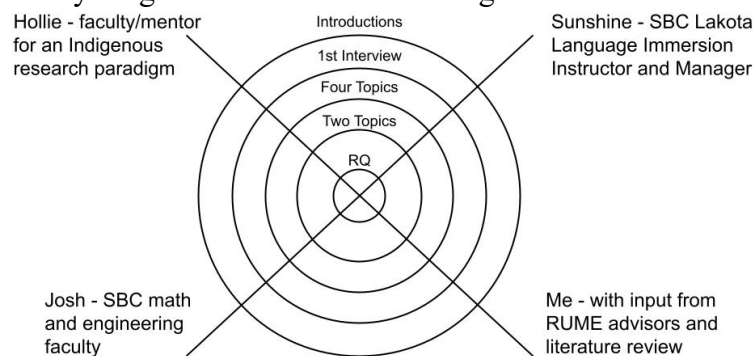 Hollie - faculty/mentor
for an Indigenous
research paradigm
Introductions
1st Interview
Four Topics
Two Topics
RQ
Sunshine - SBC Lakota
Language Immersion
Instructor and Manager
Josh - SBC math
and engineering
faculty
Me - with input from
RUME advisors and
literature review